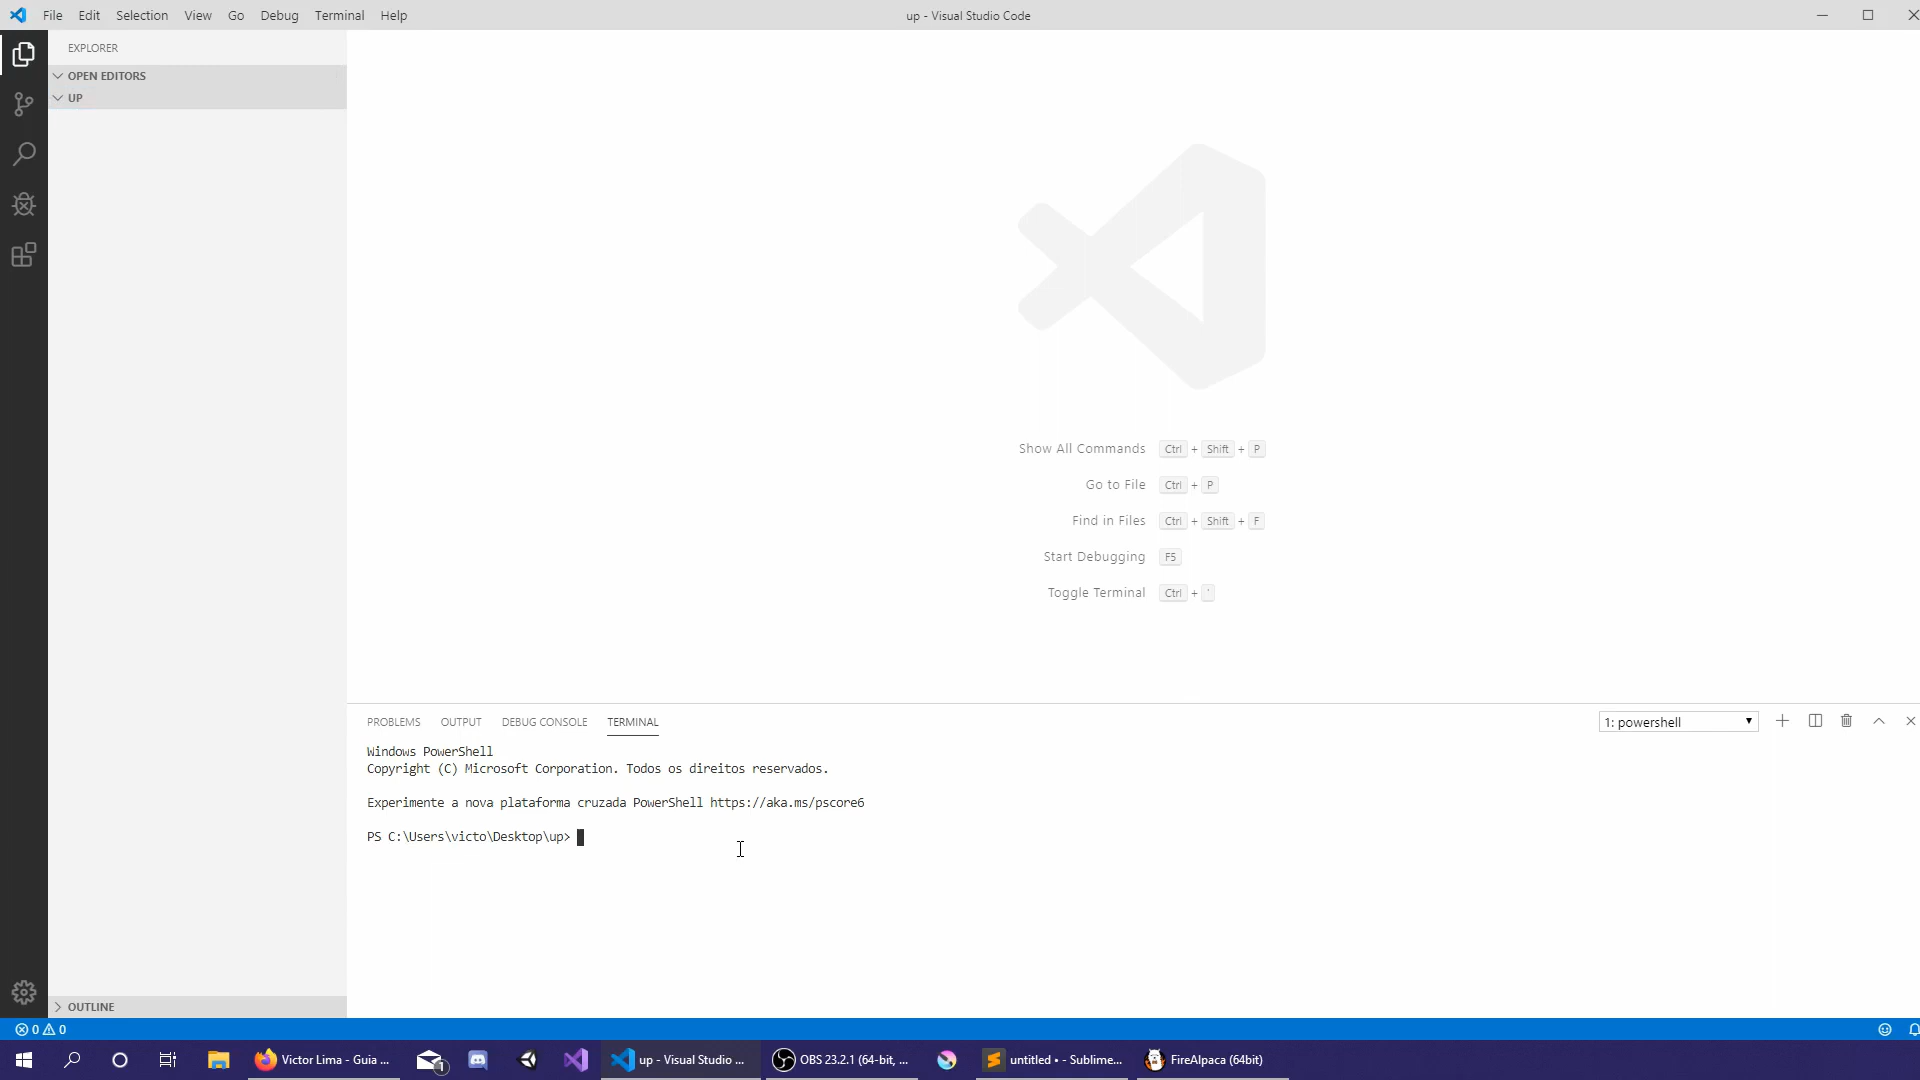 File Edit Selection View Go Debug Terminal Help
up - Visual Studio Code
EXPLORER
OPEN EDITORS
UP
Show All Commands Ctrl + Shift + P
Go to File Ctrl + P
Find in Files Ctrl + Shift + F
Start Debugging F5
Toggle Terminal Ctrl + '
PROBLEMS OUTPUT DEBUG CONSOLE TERMINAL
1: powershell
Windows PowerShell
Copyright (C) Microsoft Corporation. Todos os direitos reservados.
Experimente a nova plataforma cruzada PowerShell https://aka.ms/pscore6
PS C:\Users\victo\Desktop\up>
OUTLINE
0 0
Victor Lima - Guia ...
1
up - Visual Studio ...
OBS 23.2.1 (64-bit, ...
untitled • - Sublime...
FireAlpaca (64bit)